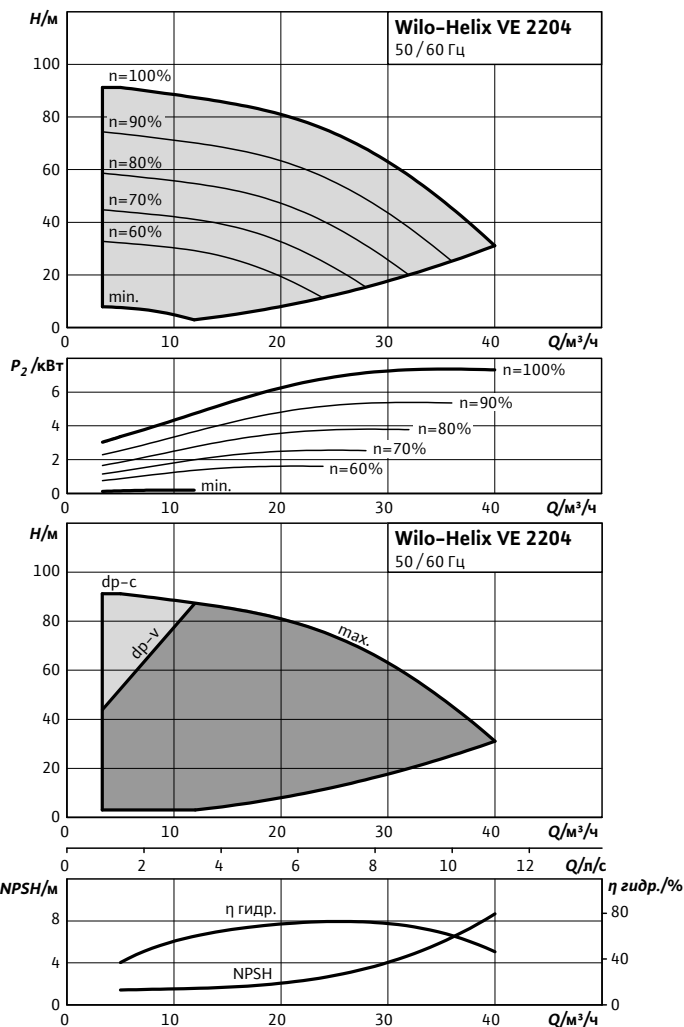 H/м
Wilo-Helix VE 2204
50 / 60 Гц
100
n=100%
80
n=90%
60
n=80%
40
n=70%
n=60%
20
min.
0
0 10 20 30 40 Q/м³/ч
P₂ /кВт
6
n=100%
n=90%
4
n=80%
2
n=70%
n=60%
min.
0
0 10 20 30 40 Q/м³/ч
H/м
Wilo-Helix VE 2204
50 / 60 Гц
100
dp-c
80
max.
dp-v
60
40
20
0
0 10 20 30 40 Q/м³/ч
0 2 4 6 8 10 12 Q/л/с
NPSH/м
η гидр./%
η гидр.
8
80
4
40
NPSH
0
0
0 10 20 30 40 Q/м³/ч